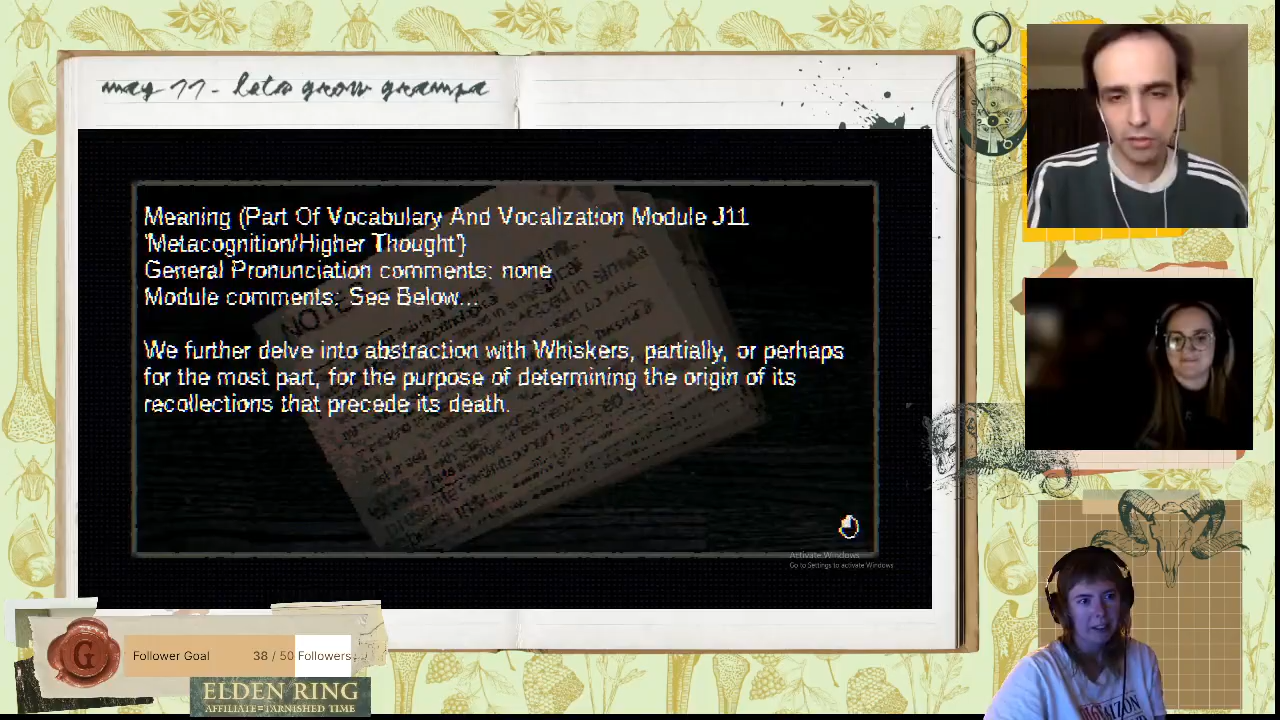 may 11 - lets grow grampa
Meaning (Part Of Vocabulary And Vocalization Module J11
'Metacognition/Higher Thought')
General Pronunciation comments: none
Module comments: See Below...
We further delve into abstraction with Whiskers, partially, or perhaps
for the most part, for the purpose of determining the origin of its
recollections that precede its death.
Activate Windows
Go to Settings to activate Windows
G
Follower Goal
38 / 50 Followers
ELDEN RING
AFFILIATE=TARNISHED TIME